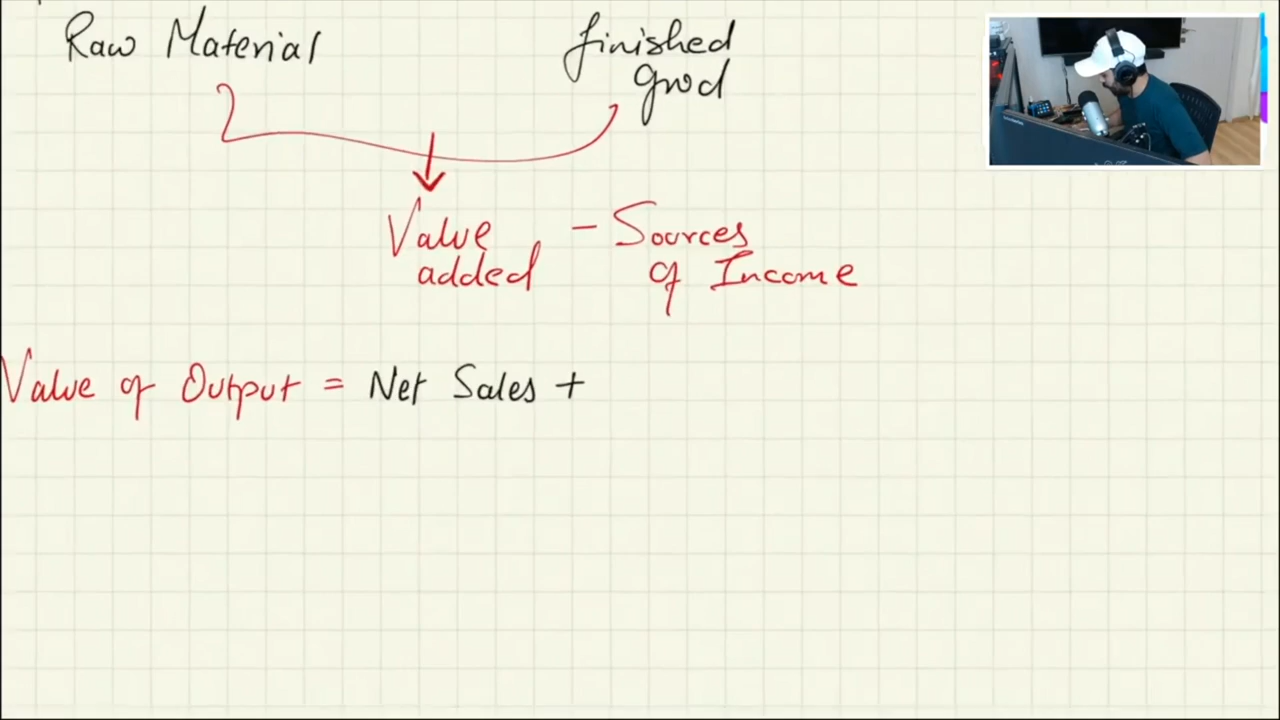 Raw Material
finished
good
Value
added
- Sources
of Income
Value of Output = Net Sales +